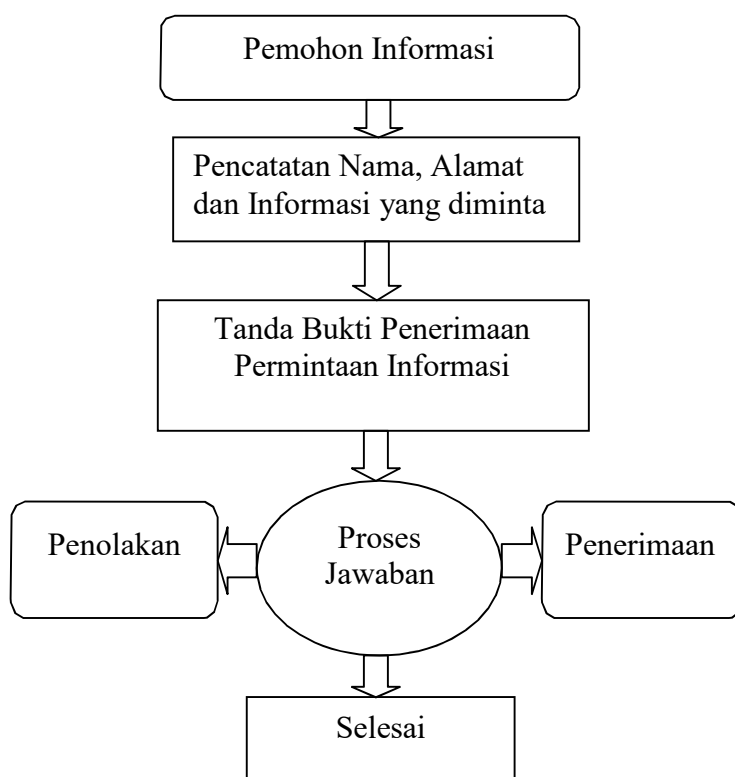 Pemohon Informasi
Pencatatan Nama, Alamat
dan Informasi yang diminta
Tanda Bukti Penerimaan
Permintaan Informasi
Penolakan
Proses
Jawaban
Penerimaan
Selesai